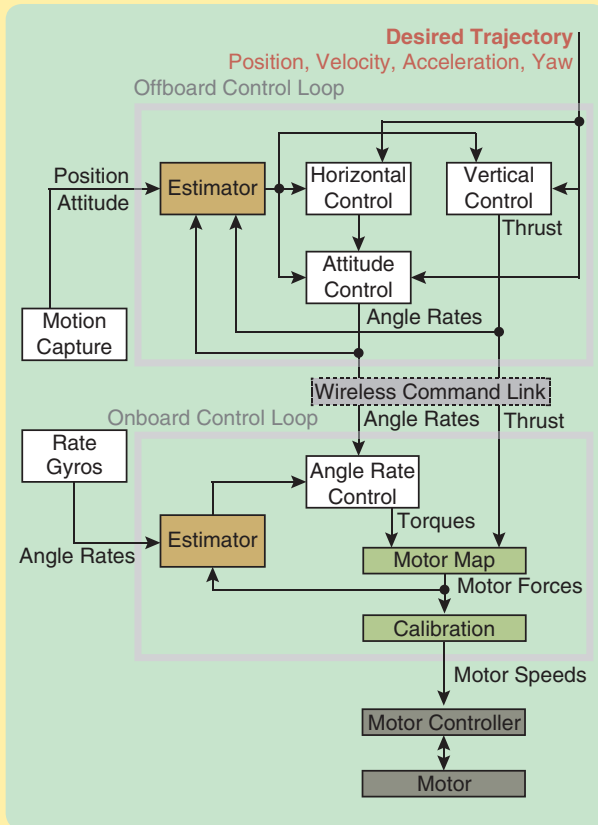 Desired Trajectory
Position, Velocity, Acceleration, Yaw
Offboard Control Loop
Position
Attitude
Estimator
Horizontal
Control
Vertical
Control
Thrust
Attitude
Control
Angle Rates
Motion
Capture
Wireless Command Link
Angle Rates
Thrust
Onboard Control Loop
Rate
Gyros
Angle Rate
Control
Torques
Angle Rates
Estimator
Motor Map
Motor Forces
Calibration
Motor Speeds
Motor Controller
Motor